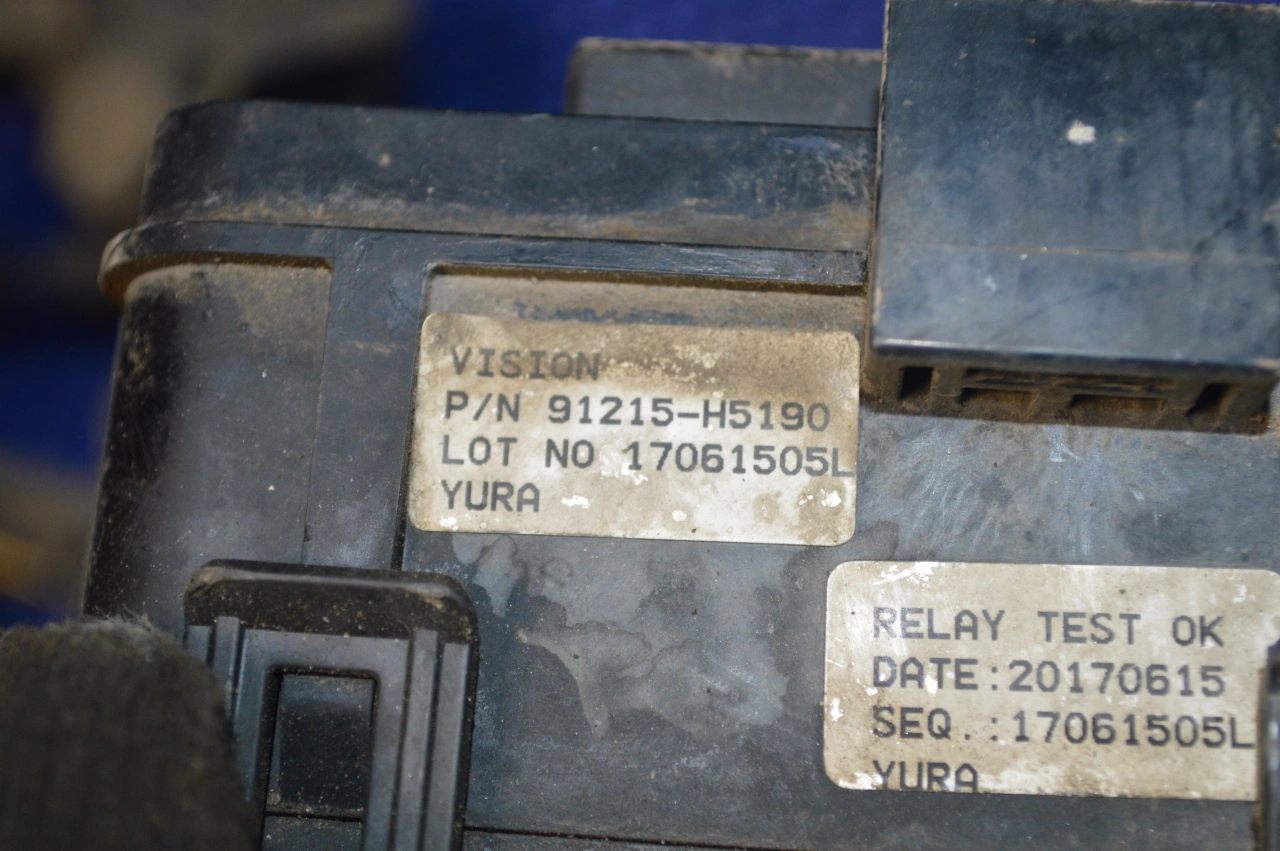 VISION
P/N 91215-H5190
LOT NO 17061505L
YURA
RELAY TEST OK
DATE:20170615
SEQ.:17061505L
YURA